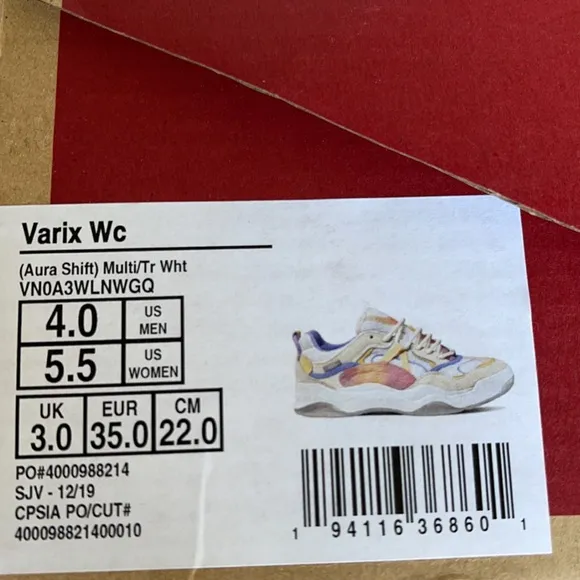 Varix Wc
(Aura Shift) Multi/Tr Wht
VN0A3WLNWGQ
4.0 US MEN
5.5 US WOMEN
UK EUR CM
3.0 35.0 22.0
PO#4000988214
SJV - 12/19
CPSIA PO/CUT#
400098821400010
1 94116 36860 1